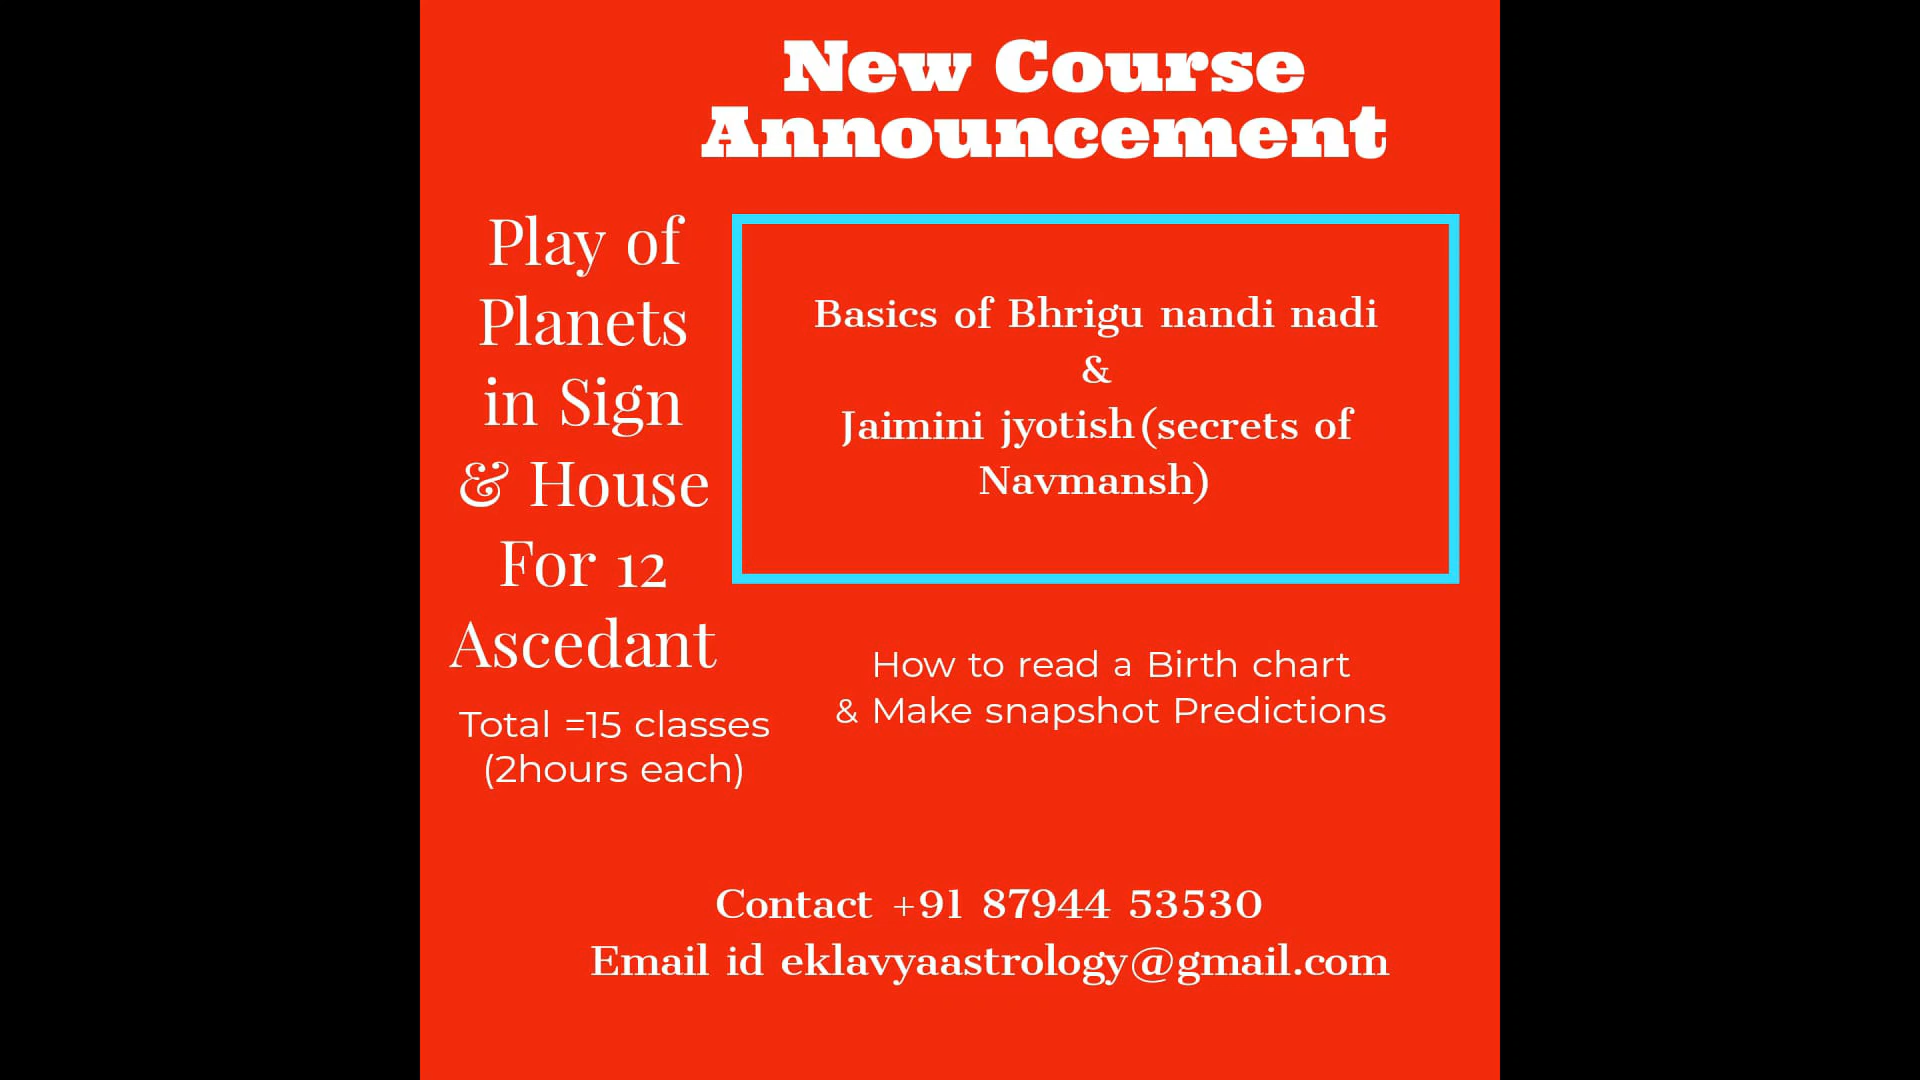 New Course
Announcement
Play of
Planets
in Sign
& House
For 12
Ascedant
Total =15 classes
(2hours each)
Basics of Bhrigu nandi nadi
&
Jaimini jyotish(secrets of
Navmansh)
How to read a Birth chart
& Make snapshot Predictions
Contact +91 87944 53530
Email id eklavyaastrology@gmail.com